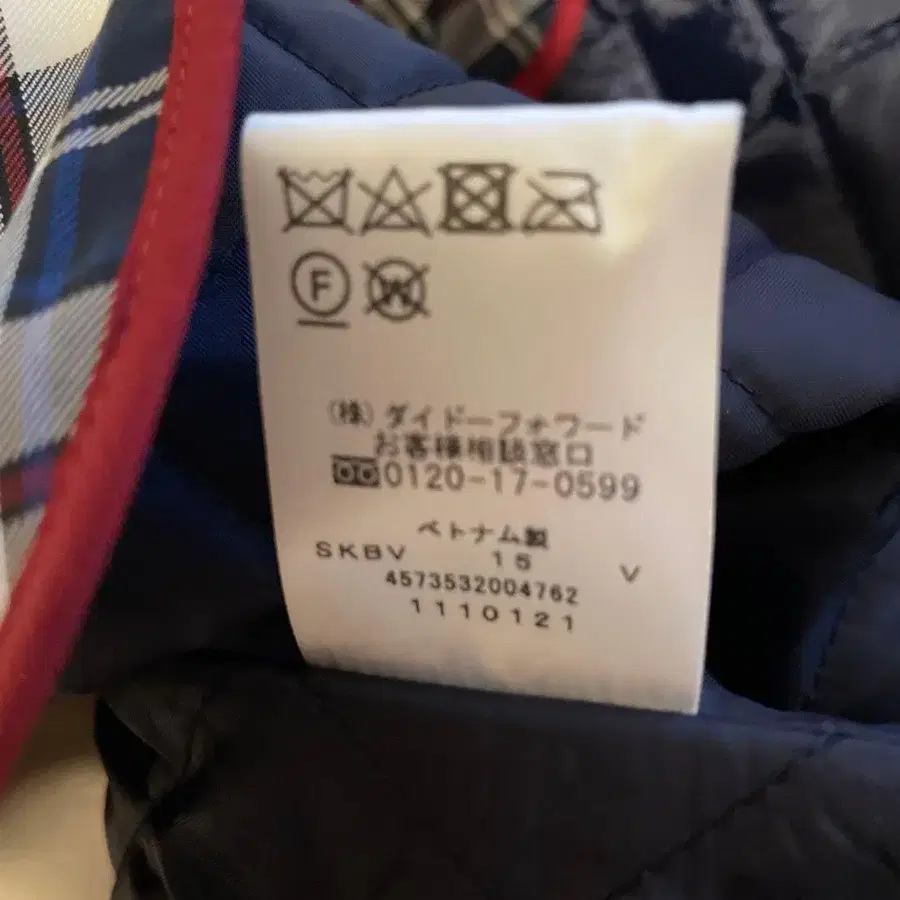 F W
(株)ダイドーフォワード
お客様相談窓口
0120-17-0599
ベトナム製
SKBV 15 V
4573532004762
1110121